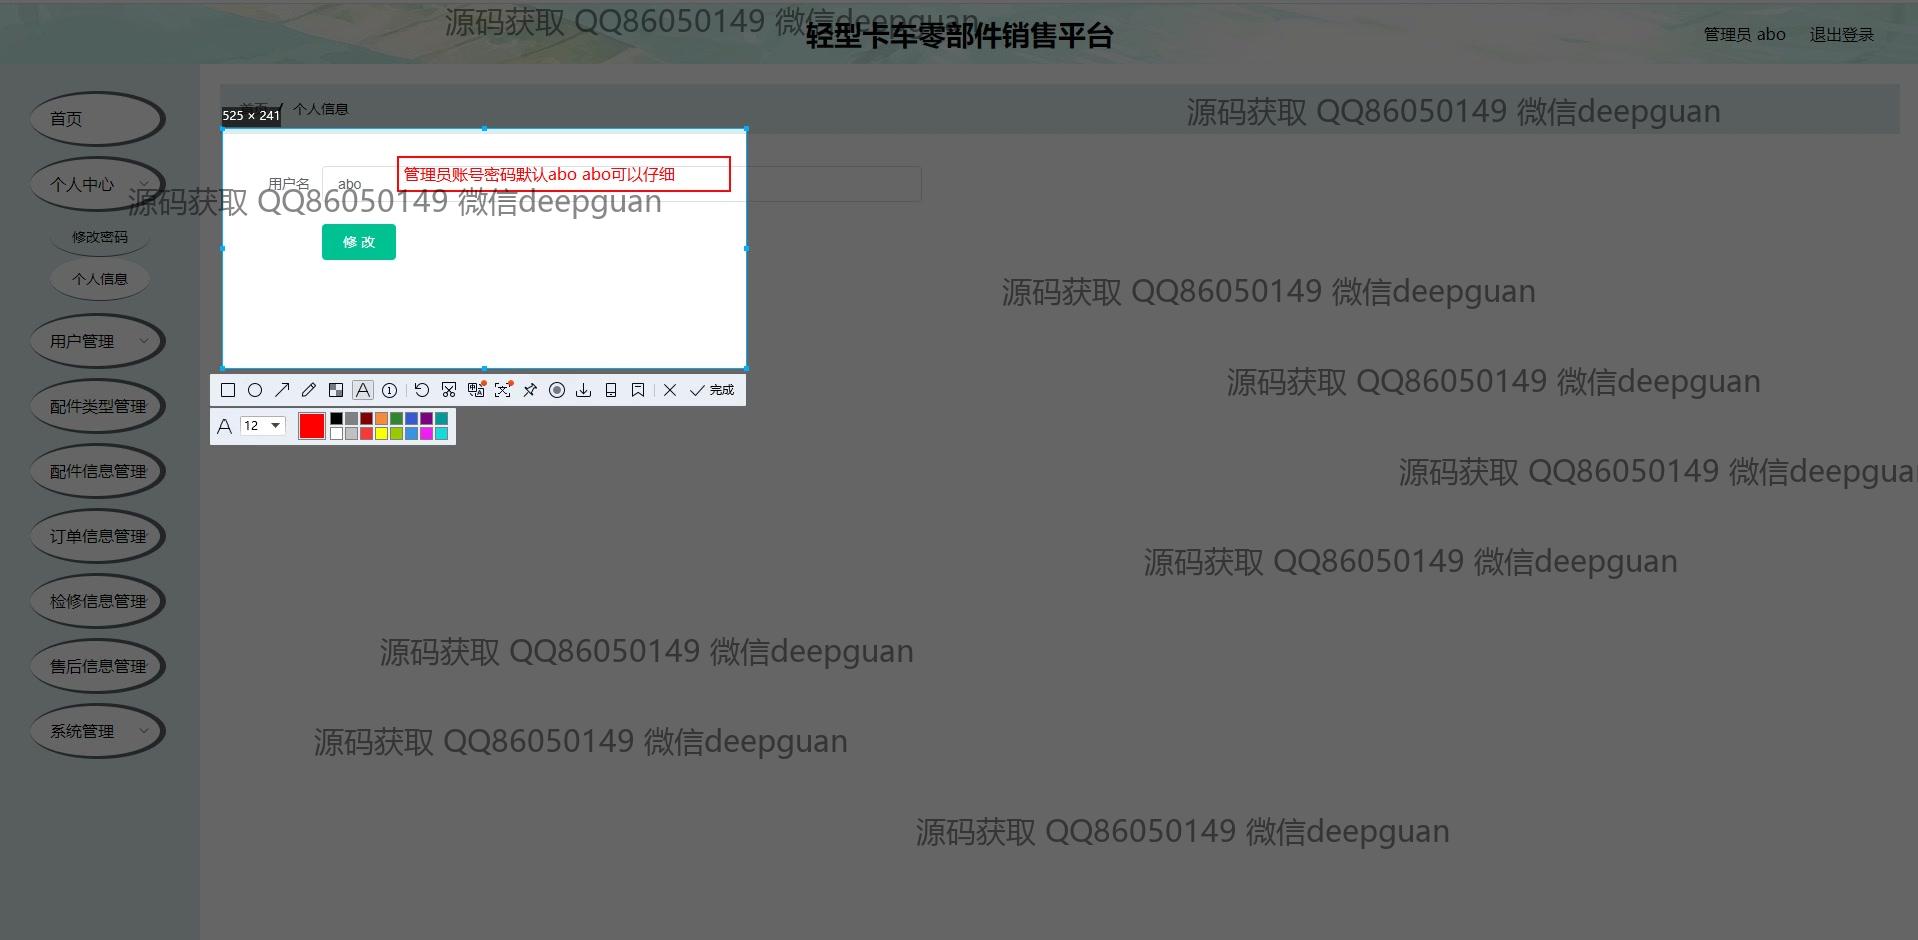 源码获取 QQ86050149 微信deepguan
轻型卡车零部件销售平台
管理员 abo
退出登录
首页
个人中心
修改密码
个人信息
用户管理
配件类型管理
配件信息管理
订单信息管理
检修信息管理
售后信息管理
系统管理
首页 / 个人信息
源码获取 QQ86050149 微信deepguan
525 × 241
用户名
abo
管理员账号密码默认abo abo可以仔细
源码获取 QQ86050149 微信deepguan
修 改
源码获取 QQ86050149 微信deepguan
A
1
完成
源码获取 QQ86050149 微信deepguan
A
12
源码获取 QQ86050149 微信deepgua
源码获取 QQ86050149 微信deepguan
源码获取 QQ86050149 微信deepguan
源码获取 QQ86050149 微信deepguan
源码获取 QQ86050149 微信deepguan